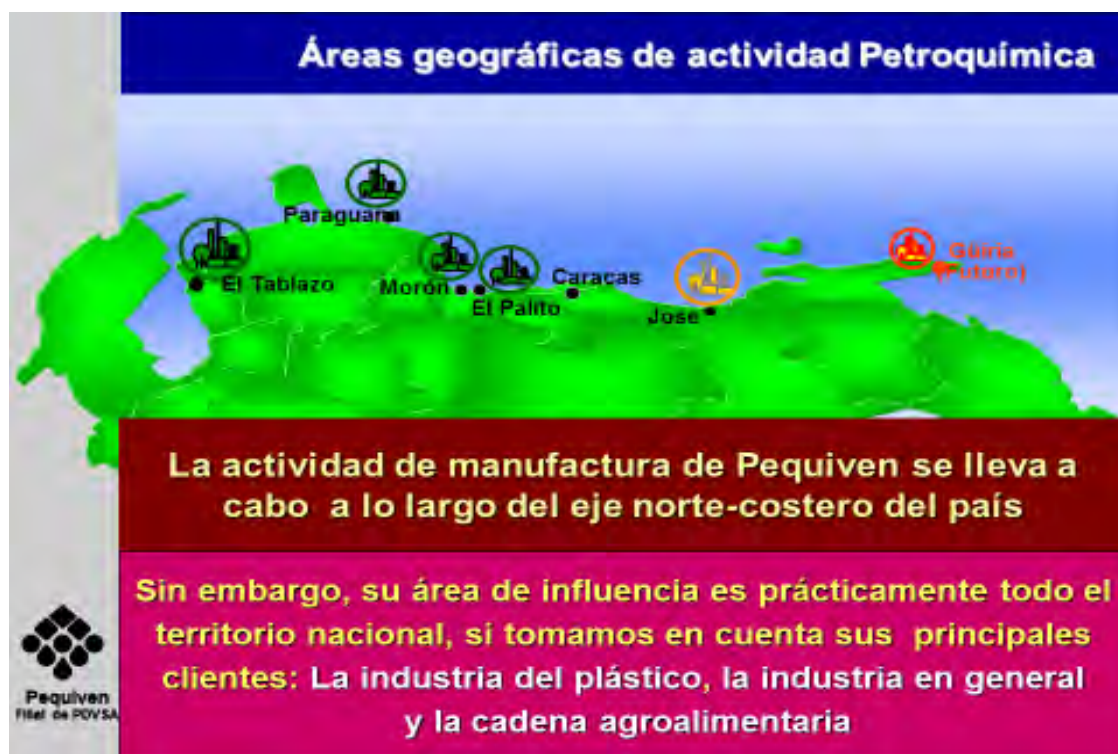 Áreas geográficas de actividad Petroquímica
Paraguana
El Tablazo
Morón
El Palito
Caracas
Jose
Güiria
(Futuro)
La actividad de manufactura de Pequiven se lleva a
cabo a lo largo del eje norte-costero del país
Sin embargo, su área de influencia es prácticamente todo el
territorio nacional, si tomamos en cuenta sus principales
clientes: La industria del plástico, la industria en general
y la cadena agroalimentaria
Pequiven
Filial de PDVSA